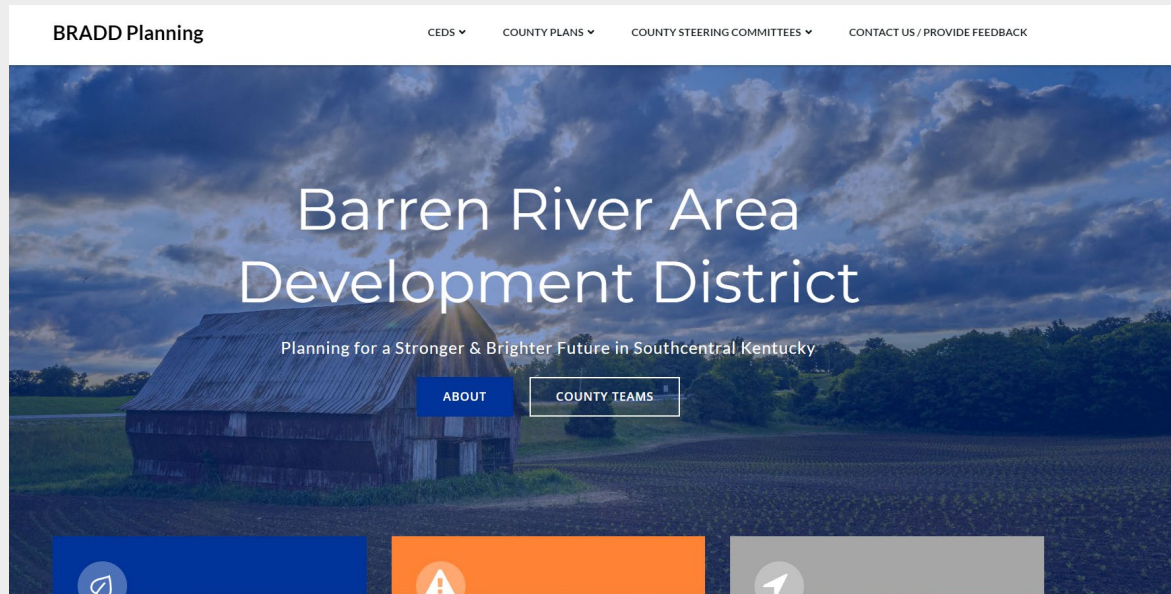 BRADD Planning
CEDS
COUNTY PLANS
COUNTY STEERING COMMITTEES
CONTACT US / PROVIDE FEEDBACK
Barren River Area
Development District
Planning for a Stronger & Brighter Future in Southcentral Kentucky
ABOUT
COUNTY TEAMS